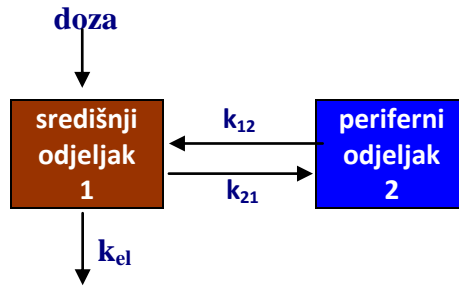 doza
središnji
odjeljak
1
k12
k21
periferni
odjeljak
2
kel